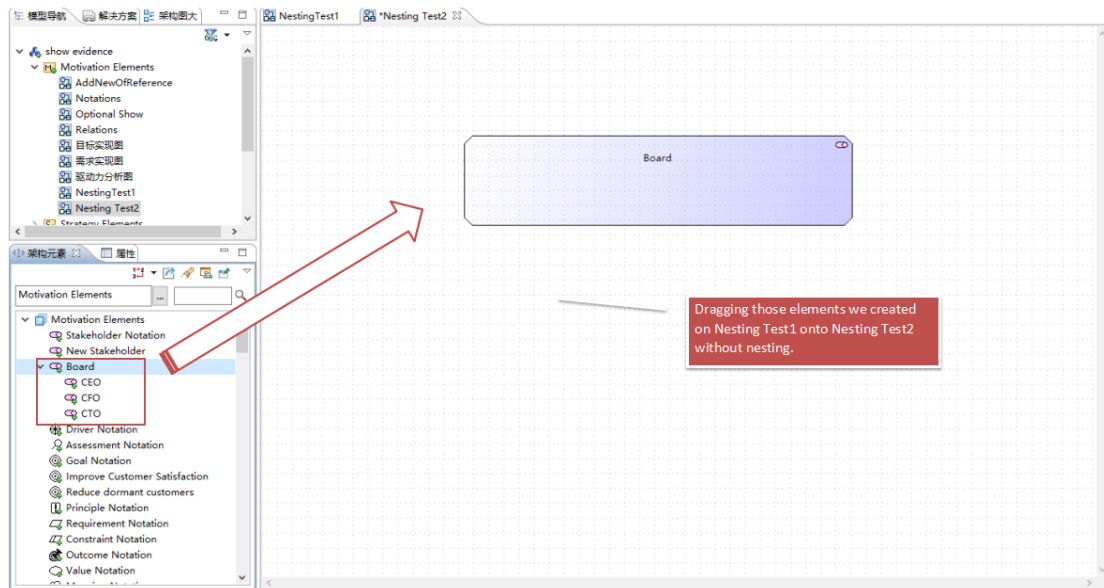 模型导航 解决方案 架构图大 NestingTest1 *Nesting Test2
show evidence
Motivation Elements
AddNewOfReference
Notations
Optional Show
Relations
目标实现图
需求实现图
驱动力分析图
NestingTest1
Nesting Test2
Strategy Elements
Board
架构元素 属性
Motivation Elements ...
Motivation Elements
Stakeholder Notation
New Stakeholder
Board
CEO
CFO
CTO
Driver Notation
Assessment Notation
Goal Notation
Improve Customer Satisfaction
Reduce dormant customers
Principle Notation
Requirement Notation
Constraint Notation
Outcome Notation
Value Notation
Dragging those elements we created
on Nesting Test1 onto Nesting Test2
without nesting.